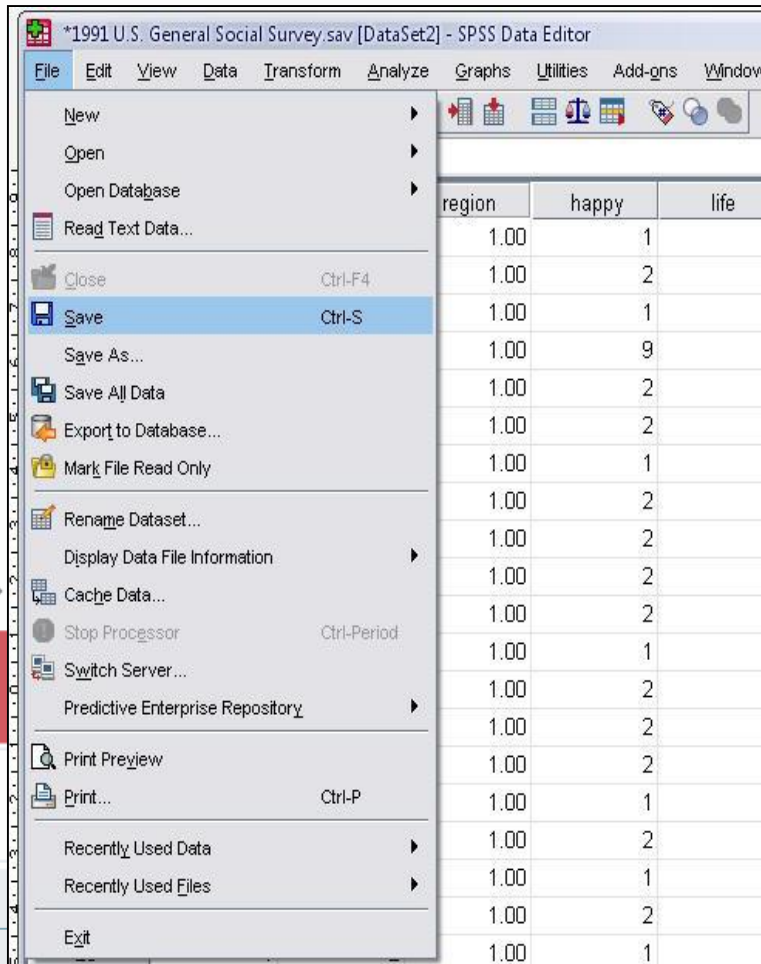 *1991 U.S. General Social Survey.sav [DataSet2] - SPSS Data Editor
File Edit View Data Transform Analyze Graphs Utilities Add-ons Window
New
Open
Open Database
Read Text Data...
Close Ctrl-F4
Save Ctrl-S
Save As...
Save All Data
Export to Database...
Mark File Read Only
Rename Dataset...
Display Data File Information
Cache Data...
Stop Processor Ctrl-Period
Switch Server...
Predictive Enterprise Repository
Print Preview
Print... Ctrl-P
Recently Used Data
Recently Used Files
Exit
region happy life
1.00 1
1.00 2
1.00 1
1.00 9
1.00 2
1.00 2
1.00 1
1.00 2
1.00 2
1.00 2
1.00 2
1.00 1
1.00 2
1.00 2
1.00 2
1.00 1
1.00 2
1.00 1
1.00 2
1.00 1